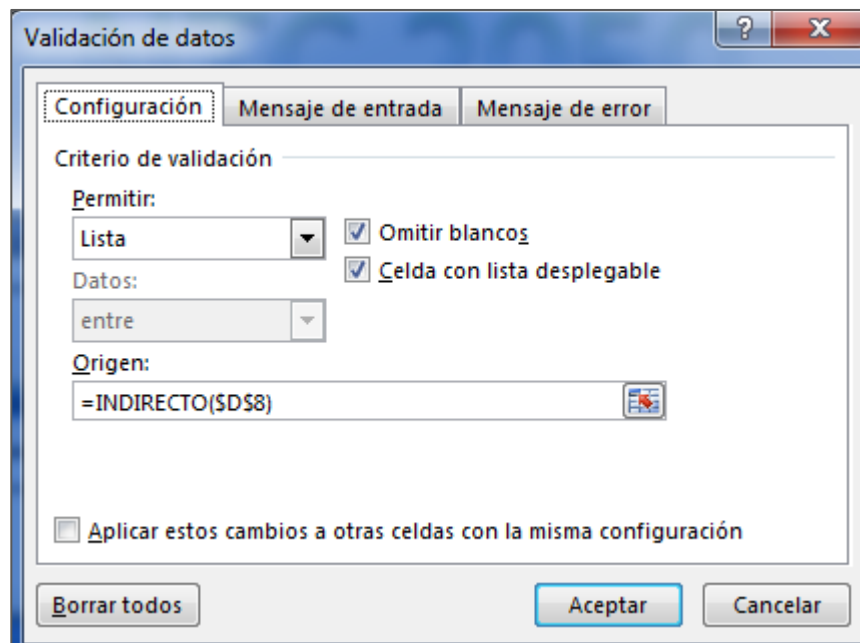 Validación de datos
?
Configuración
Mensaje de entrada
Mensaje de error
Criterio de validación
Permitir:
Lista
Omitir blancos
Celda con lista desplegable
Datos:
entre
Origen:
=INDIRECTO($D$8)
Aplicar estos cambios a otras celdas con la misma configuración
Borrar todos
Aceptar
Cancelar